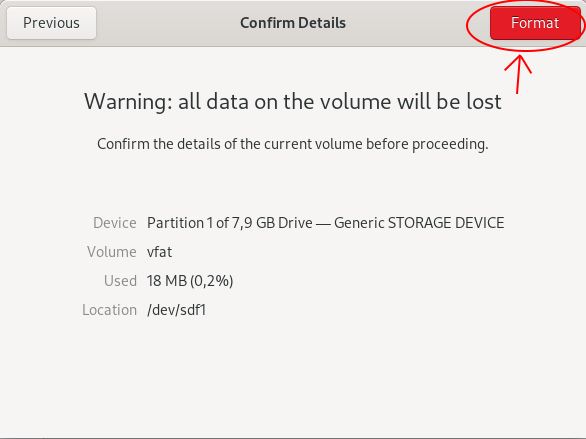 Previous
Confirm Details
Format
Warning: all data on the volume will be lost
Confirm the details of the current volume before proceeding.
Device Partition 1 of 7,9 GB Drive — Generic STORAGE DEVICE
Volume vfat
Used 18 MB (0,2%)
Location /dev/sdf1